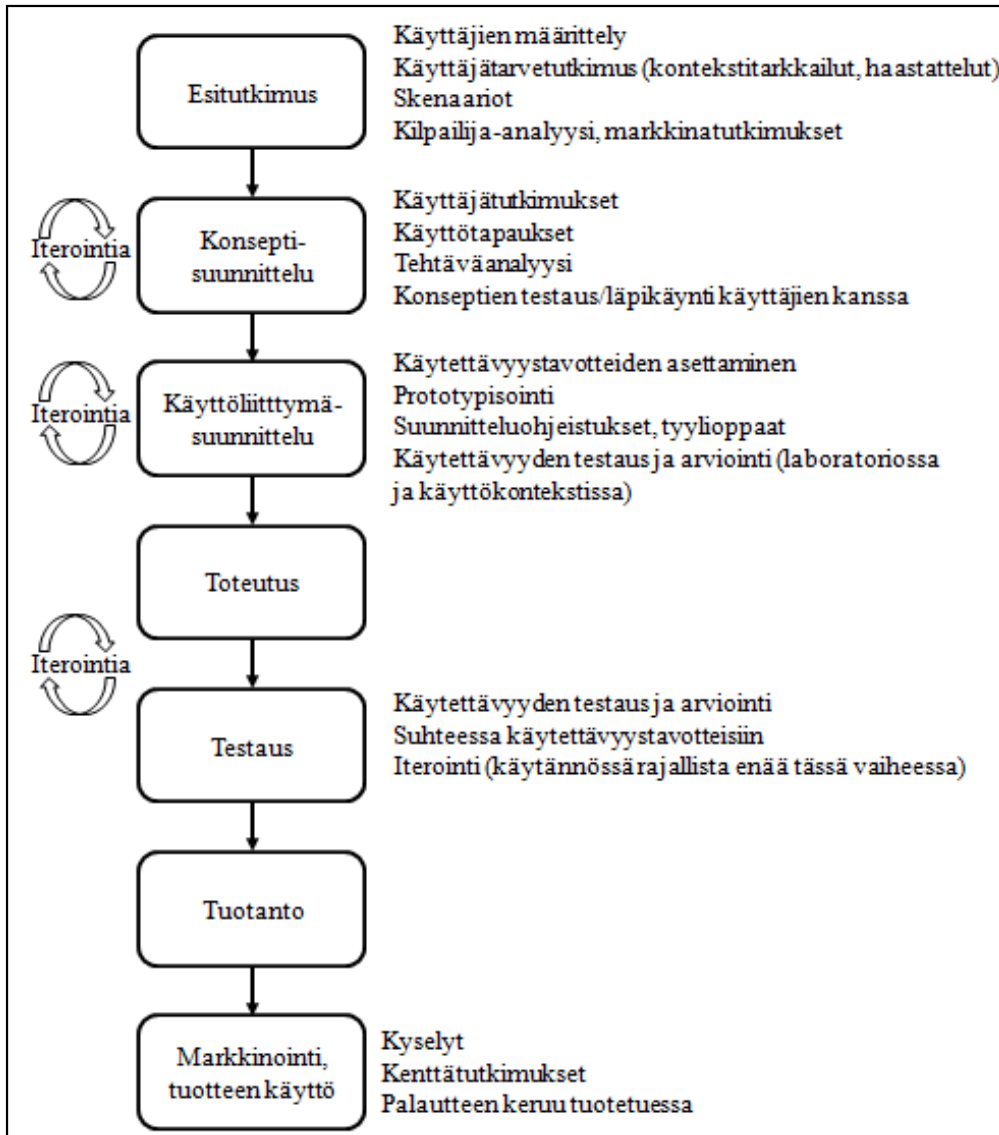 Esitutkimus
Käyttäjien määrittely
Käyttäjätarvetutkimus (kontekstitarkkailut, haastattelut)
Skenaariot
Kilpailija-analyysi, markkinatutkimukset
Iterointia
Konsepti-
suunnittelu
Käyttäjätutkimukset
Käyttötapaukset
Tehtäväanalyysi
Konseptien testaus/läpikäynti käyttäjien kanssa
Iterointia
Käyttöliitttymä-
suunnittelu
Käytettävyystavotteiden asettaminen
Prototypisointi
Suunnitteluohjeistukset, tyylioppaat
Käytettävyyden testaus ja arviointi (laboratoriossa
ja käyttökontekstissa)
Toteutus
Iterointia
Testaus
Käytettävyyden testaus ja arviointi
Suhteessa käytettävyystavotteisiin
Iterointi (käytännössä rajallista enää tässä vaiheessa)
Tuotanto
Markkinointi,
tuotteen käyttö
Kyselyt
Kenttätutkimukset
Palautteen keruu tuotetuessa